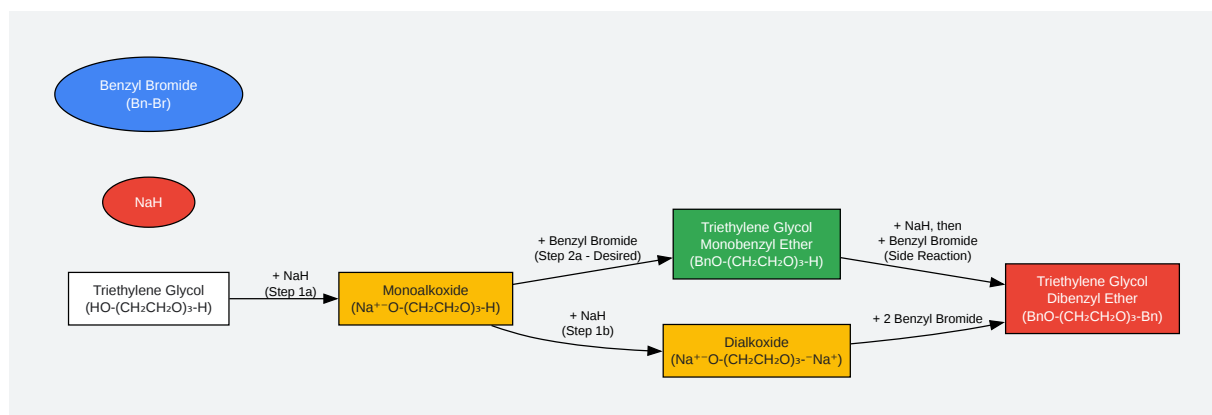 Benzyl Bromide
(Bn-Br)
NaH
Triethylene Glycol
(HO-(CH₂CH₂O)₃-H)
+ NaH
(Step 1a)
Monoalkoxide
(Na⁺⁻O-(CH₂CH₂O)₃-H)
+ Benzyl Bromide
(Step 2a - Desired)
+ NaH
(Step 1b)
Triethylene Glycol
Monobenzyl Ether
(BnO-(CH₂CH₂O)₃-H)
Dialkoxide
(Na⁺⁻O-(CH₂CH₂O)₃-⁻Na⁺)
+ NaH, then
+ Benzyl Bromide
(Side Reaction)
+ 2 Benzyl Bromide
Triethylene Glycol
Dibenzyl Ether
(BnO-(CH₂CH₂O)₃-Bn)